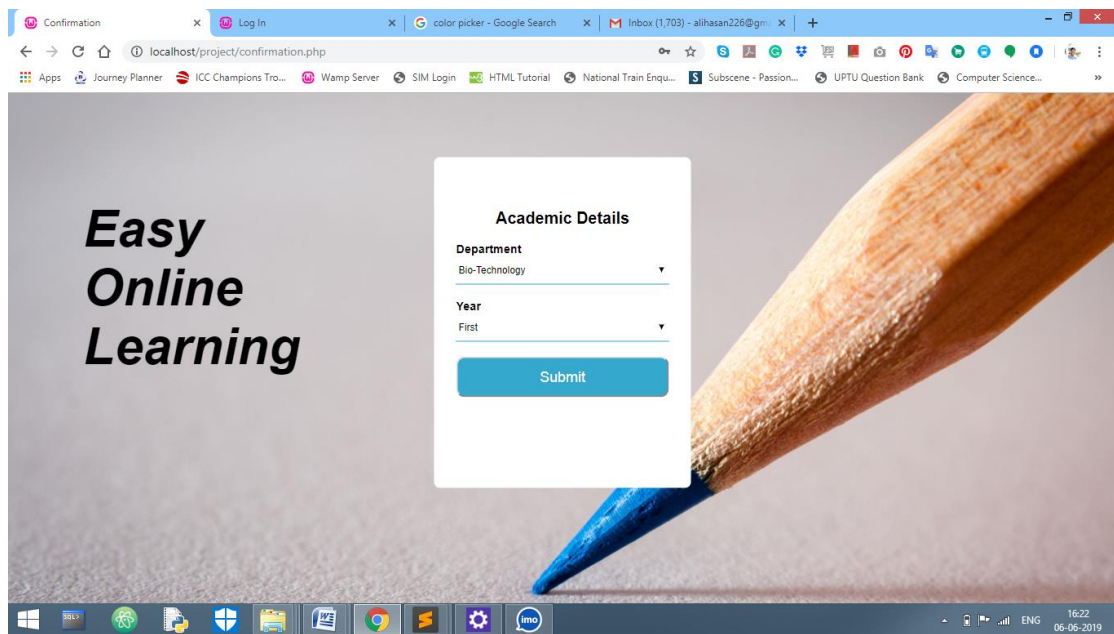 Confirmation
Log In
color picker - Google Search
Inbox (1,703) - alihasan226@gm
localhost/project/confirmation.php
Apps
Journey Planner
ICC Champions Tro...
Wamp Server
SIM Login
HTML Tutorial
National Train Enqu...
Subscene - Passion...
UPTU Question Bank
Computer Science...
Easy
Online
Learning
Academic Details
Department
Bio-Technology
Year
First
Submit
SQL>
imo
ENG
16:22
06-06-2019